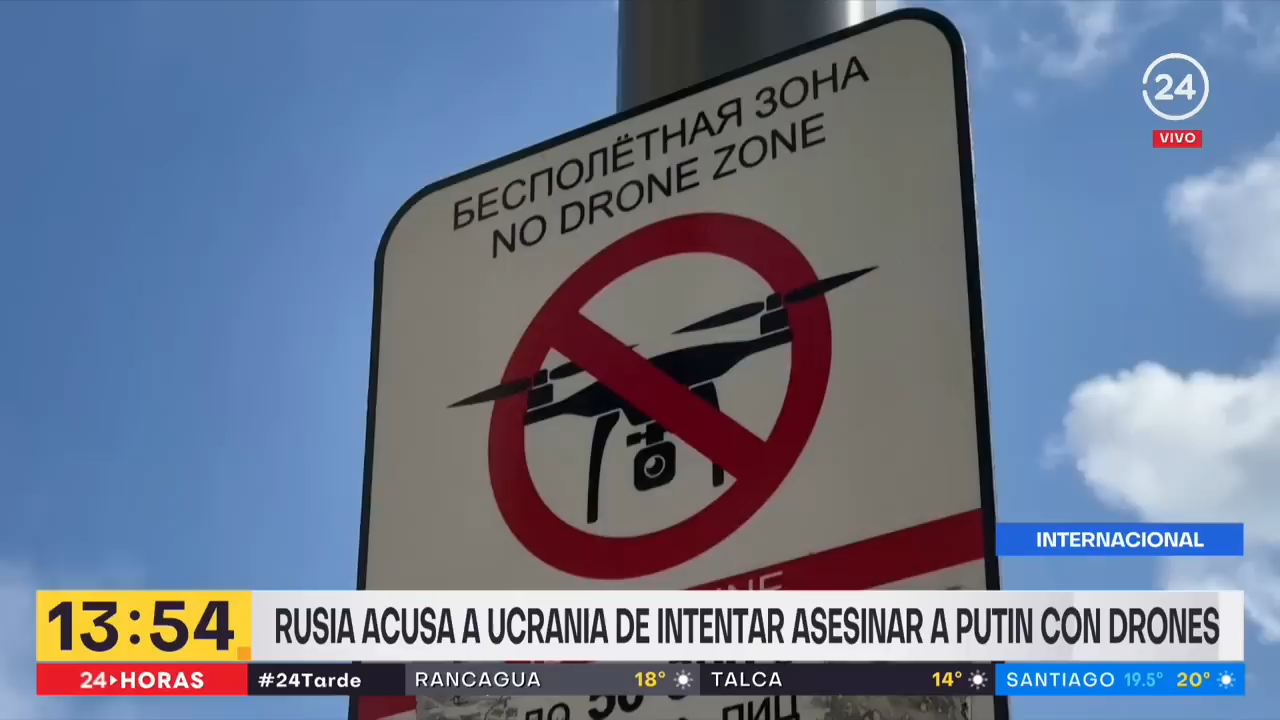 БЕСПОЛЁТНАЯ ЗОНА
NO DRONE ZONE
24
VIVO
INTERNACIONAL
13:54
RUSIA ACUSA A UCRANIA DE INTENTAR ASESINAR A PUTIN CON DRONES
24 HORAS #24Tarde RANCAGUA 18° TALCA 14° SANTIAGO 19.5° 20°